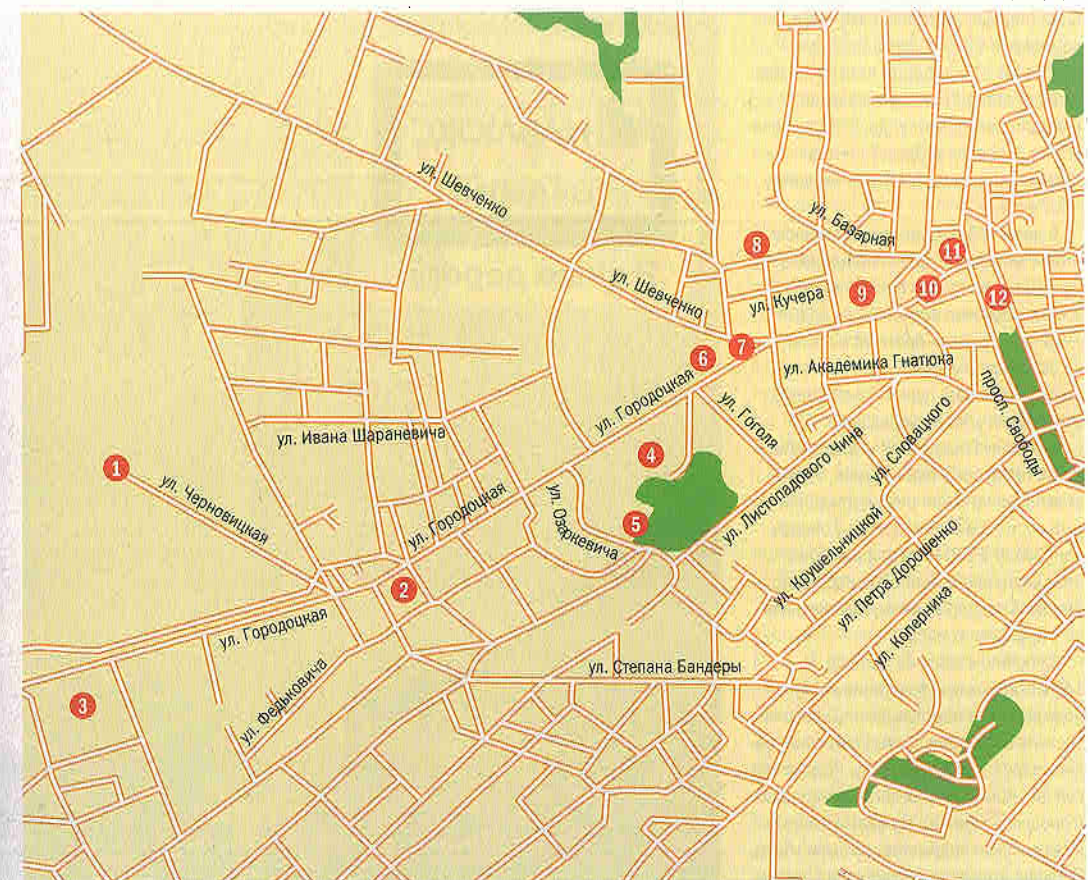 ул. Шевченко
ул. Базарная
8
11
ул. Шевченко
ул. Кучера
9
10
12
6
7
ул. Академика Гнатюка
ул. Городоцкая
ул. Гоголя
просп. Свободы
ул. Ивана Шараневича
4
ул. Словацкого
1
ул. Черновицкая
ул. Городоцкая
ул. Озаркевича
5
ул. Листопадового Чина
ул. Крушельницкой
2
ул. Петра Дорошенко
ул. Городоцкая
ул. Коперника
ул. Степана Бандеры
3
ул. Федьковича